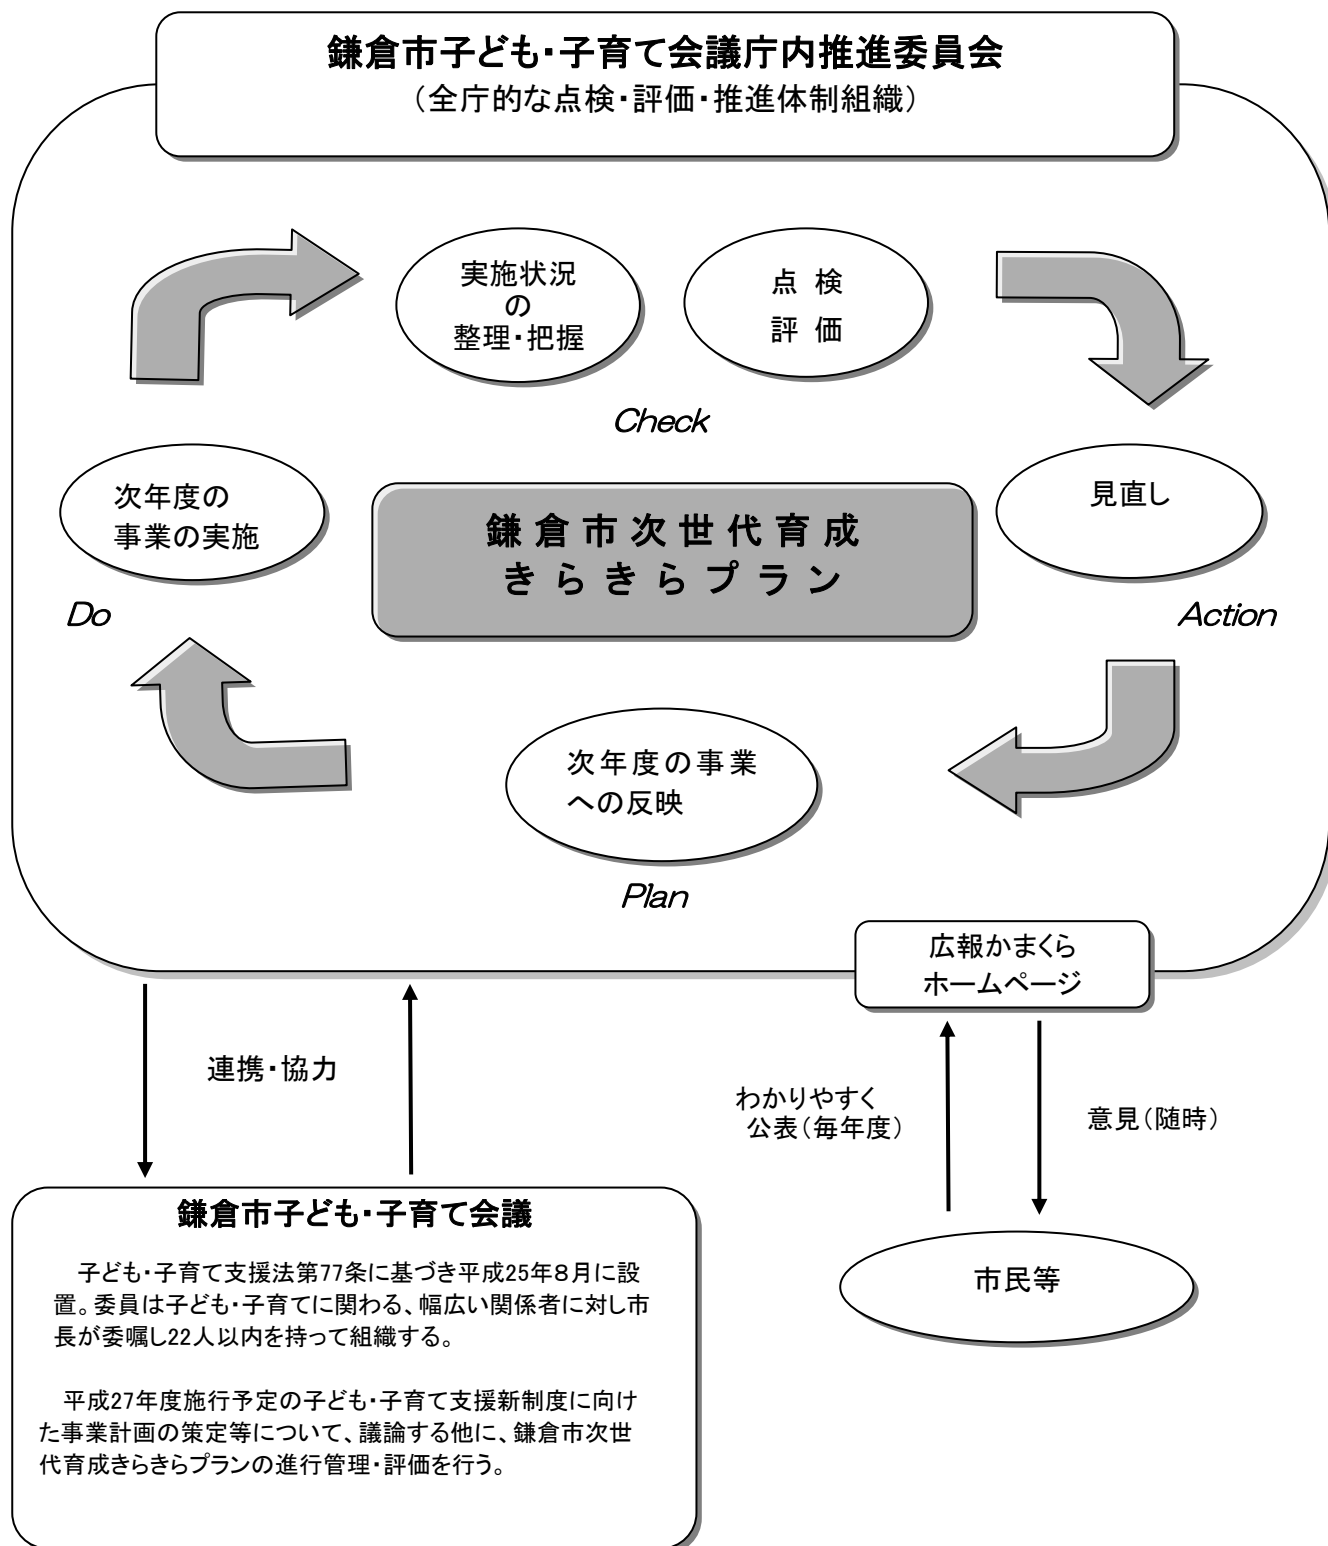 鎌倉市子ども・子育て会議庁内推進委員会
（全庁的な点検・評価・推進体制組織）
実施状況
の
整理・把握
点 検
評 価
Check
次年度の
事業の実施
Do
鎌倉市次世代育成
きらきらプラン
見直し
Action
次年度の事業
への反映
Plan
広報かまくら
ホームページ
連携・協力
わかりやすく
公表（毎年度）
意見（随時）
鎌倉市子ども・子育て会議
子ども・子育て支援法第77条に基づき平成25年８月に設
置。委員は子ども・子育てに関わる、幅広い関係者に対し市
長が委嘱し22人以内を持って組織する。
平成27年度施行予定の子ども・子育て支援新制度に向け
た事業計画の策定等について、議論する他に、鎌倉市次世
代育成きらきらプランの進行管理・評価を行う。
市民等